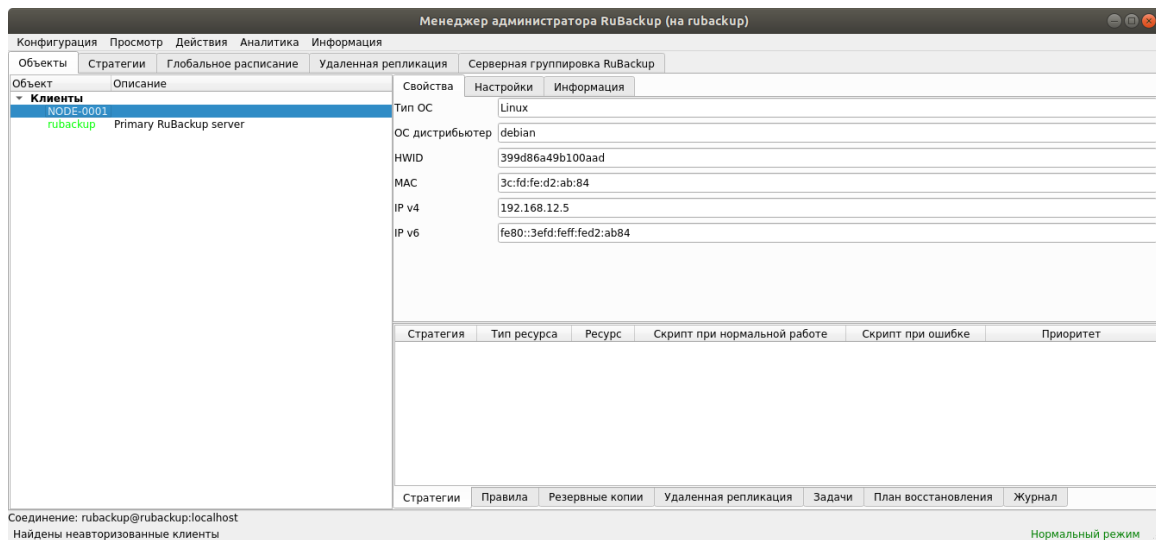 Менеджер администратора RuBackup (на rubackup)
Конфигурация Просмотр Действия Аналитика Информация
Объекты Стратегии Глобальное расписание Удаленная репликация Серверная группировка RuBackup
Объект Описание
Клиенты
NODE-0001
rubackup Primary RuBackup server
Свойства Настройки Информация
Тип ОС Linux
ОС дистрибьютер debian
HWID 399d86a49b100aad
MAC 3c:fd:fe:d2:ab:84
IP v4 192.168.12.5
IP v6 fe80::3efd:feff:fed2:ab84
Стратегия Тип ресурса Ресурс Скрипт при нормальной работе Скрипт при ошибке Приоритет
Стратегии Правила Резервные копии Удаленная репликация Задачи План восстановления Журнал
Соединение: rubackup@rubackup:localhost
Найдены неавторизованные клиенты Нормальный режим